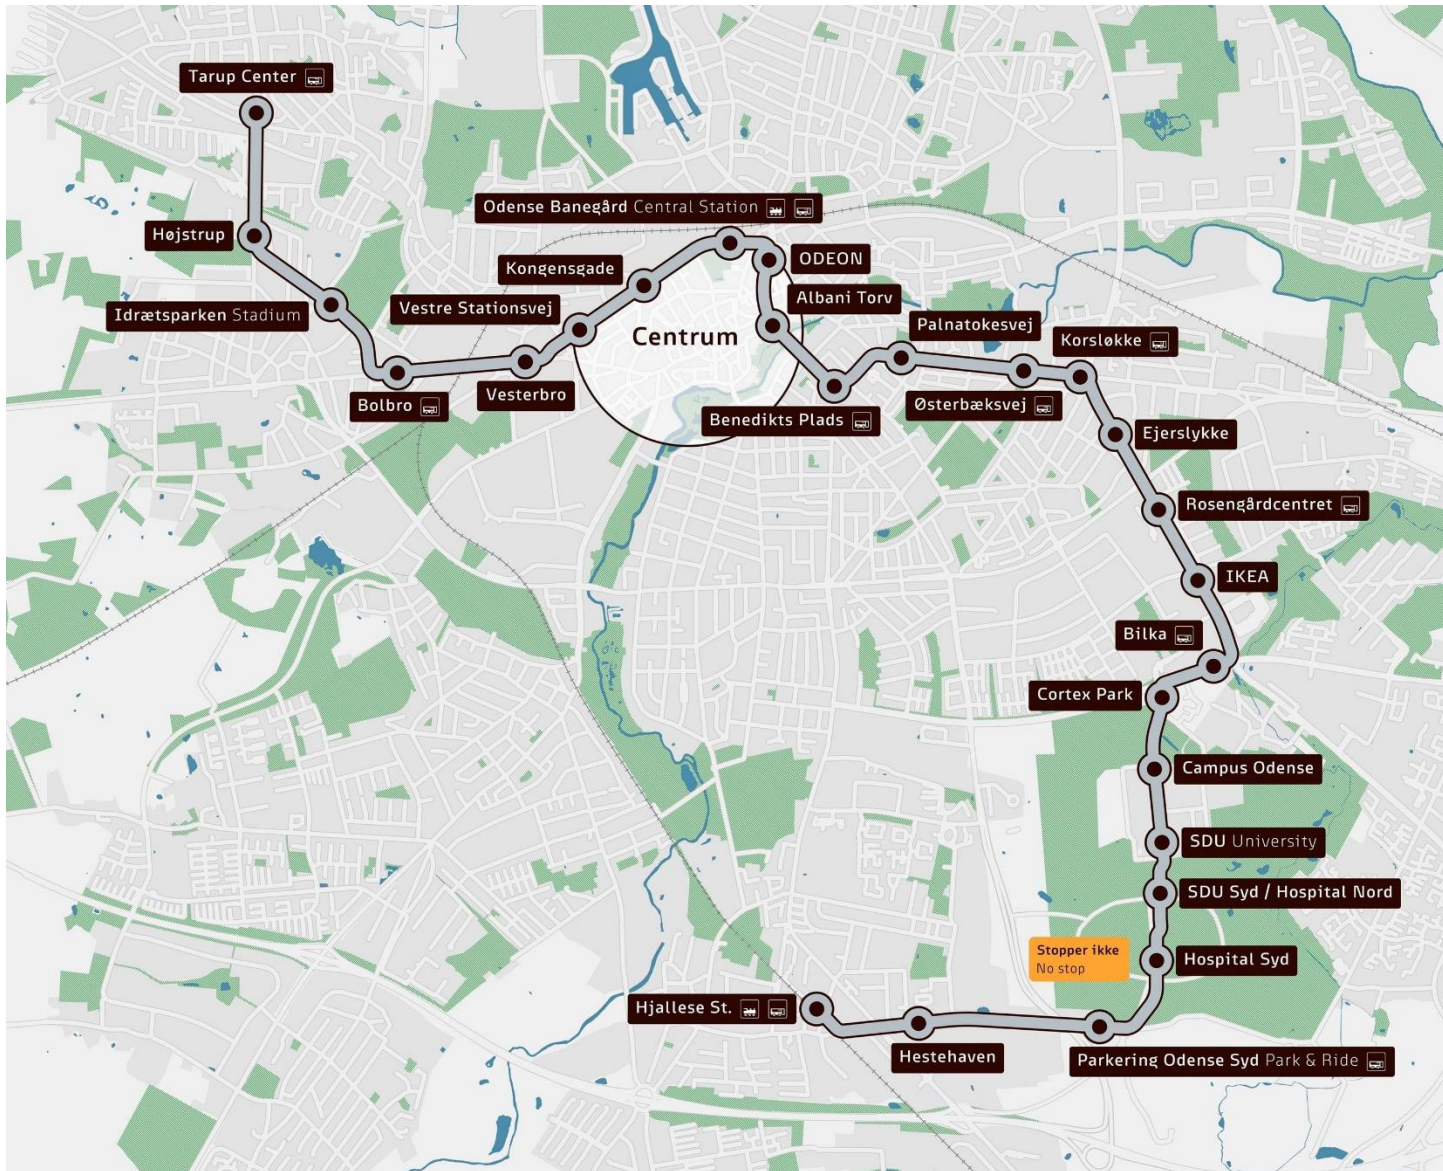 Tarup Center
Højstrup
Idrætsparken Stadium
Bolbro
Vesterbro
Vestre Stationsvej
Kongensgade
Odense Banegård Central Station
ODEON
Albani Torv
Centrum
Benedikts Plads
Palnatokesvej
Østerbæksvej
Korsløkke
Ejerslykke
Rosengårdcentret
IKEA
Bilka
Cortex Park
Campus Odense
SDU University
SDU Syd / Hospital Nord
Stopper ikke
No stop
Hospital Syd
Parkering Odense Syd Park & Ride
Hestehaven
Hjallese St.